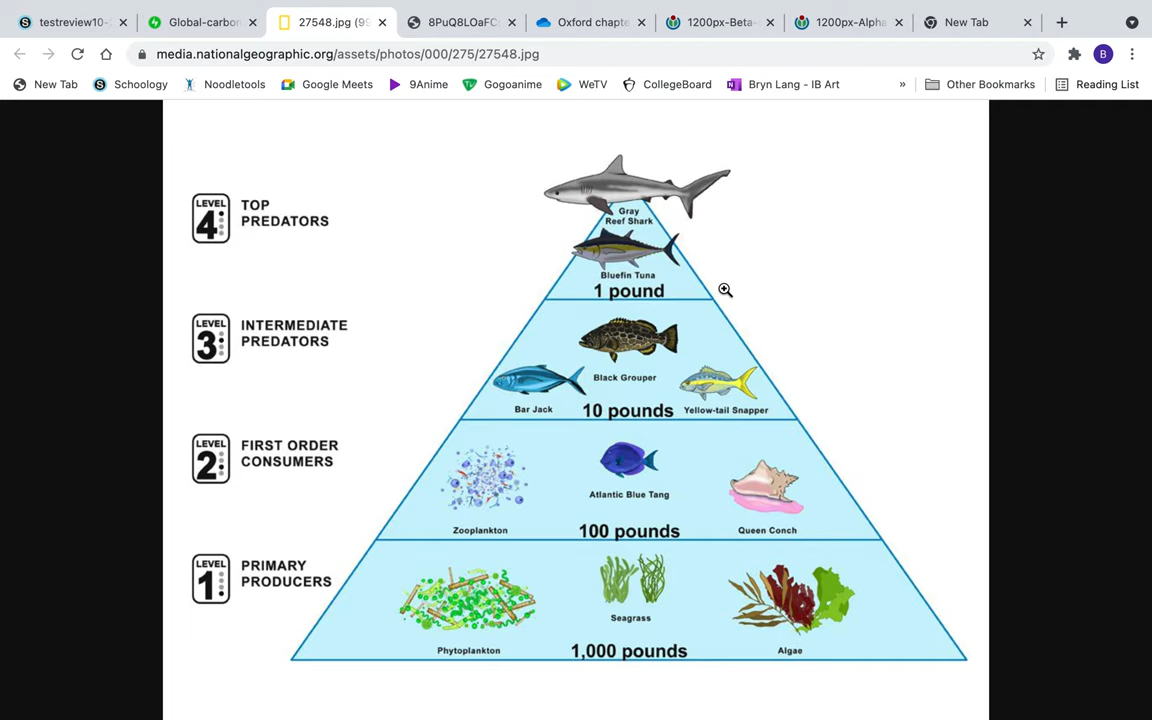 testreview10-
Global-carbon
27548.jpg (99
8PuQ8LOaFC
Oxford chapte
1200px-Beta-
1200px-Alpha
New Tab
media.nationalgeographic.org/assets/photos/000/275/27548.jpg
B
New Tab
Schoology
Noodletools
Google Meets
9Anime
Gogoanime
WeTV
CollegeBoard
Bryn Lang - IB Art
»
Other Bookmarks
Reading List
LEVEL
4
TOP
PREDATORS
Gray
Reef Shark
Bluefin Tuna
1 pound
LEVEL
3
INTERMEDIATE
PREDATORS
Black Grouper
Bar Jack
10 pounds
Yellow-tail Snapper
LEVEL
2
FIRST ORDER
CONSUMERS
Atlantic Blue Tang
Zooplankton
100 pounds
Queen Conch
LEVEL
1
PRIMARY
PRODUCERS
Seagrass
Phytoplankton
1,000 pounds
Algae